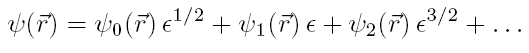 ψ(r⃗) = ψ₀(r⃗) ϵ^{1/2} + ψ₁(r⃗) ϵ + ψ₂(r⃗) ϵ^{3/2} + . . .